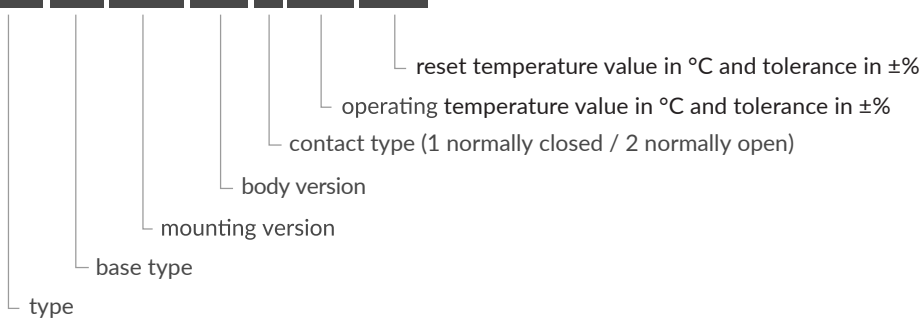 reset temperature value in °C and tolerance in ±%
operating temperature value in °C and tolerance in ±%
contact type (1 normally closed / 2 normally open)
body version
mounting version
base type
type